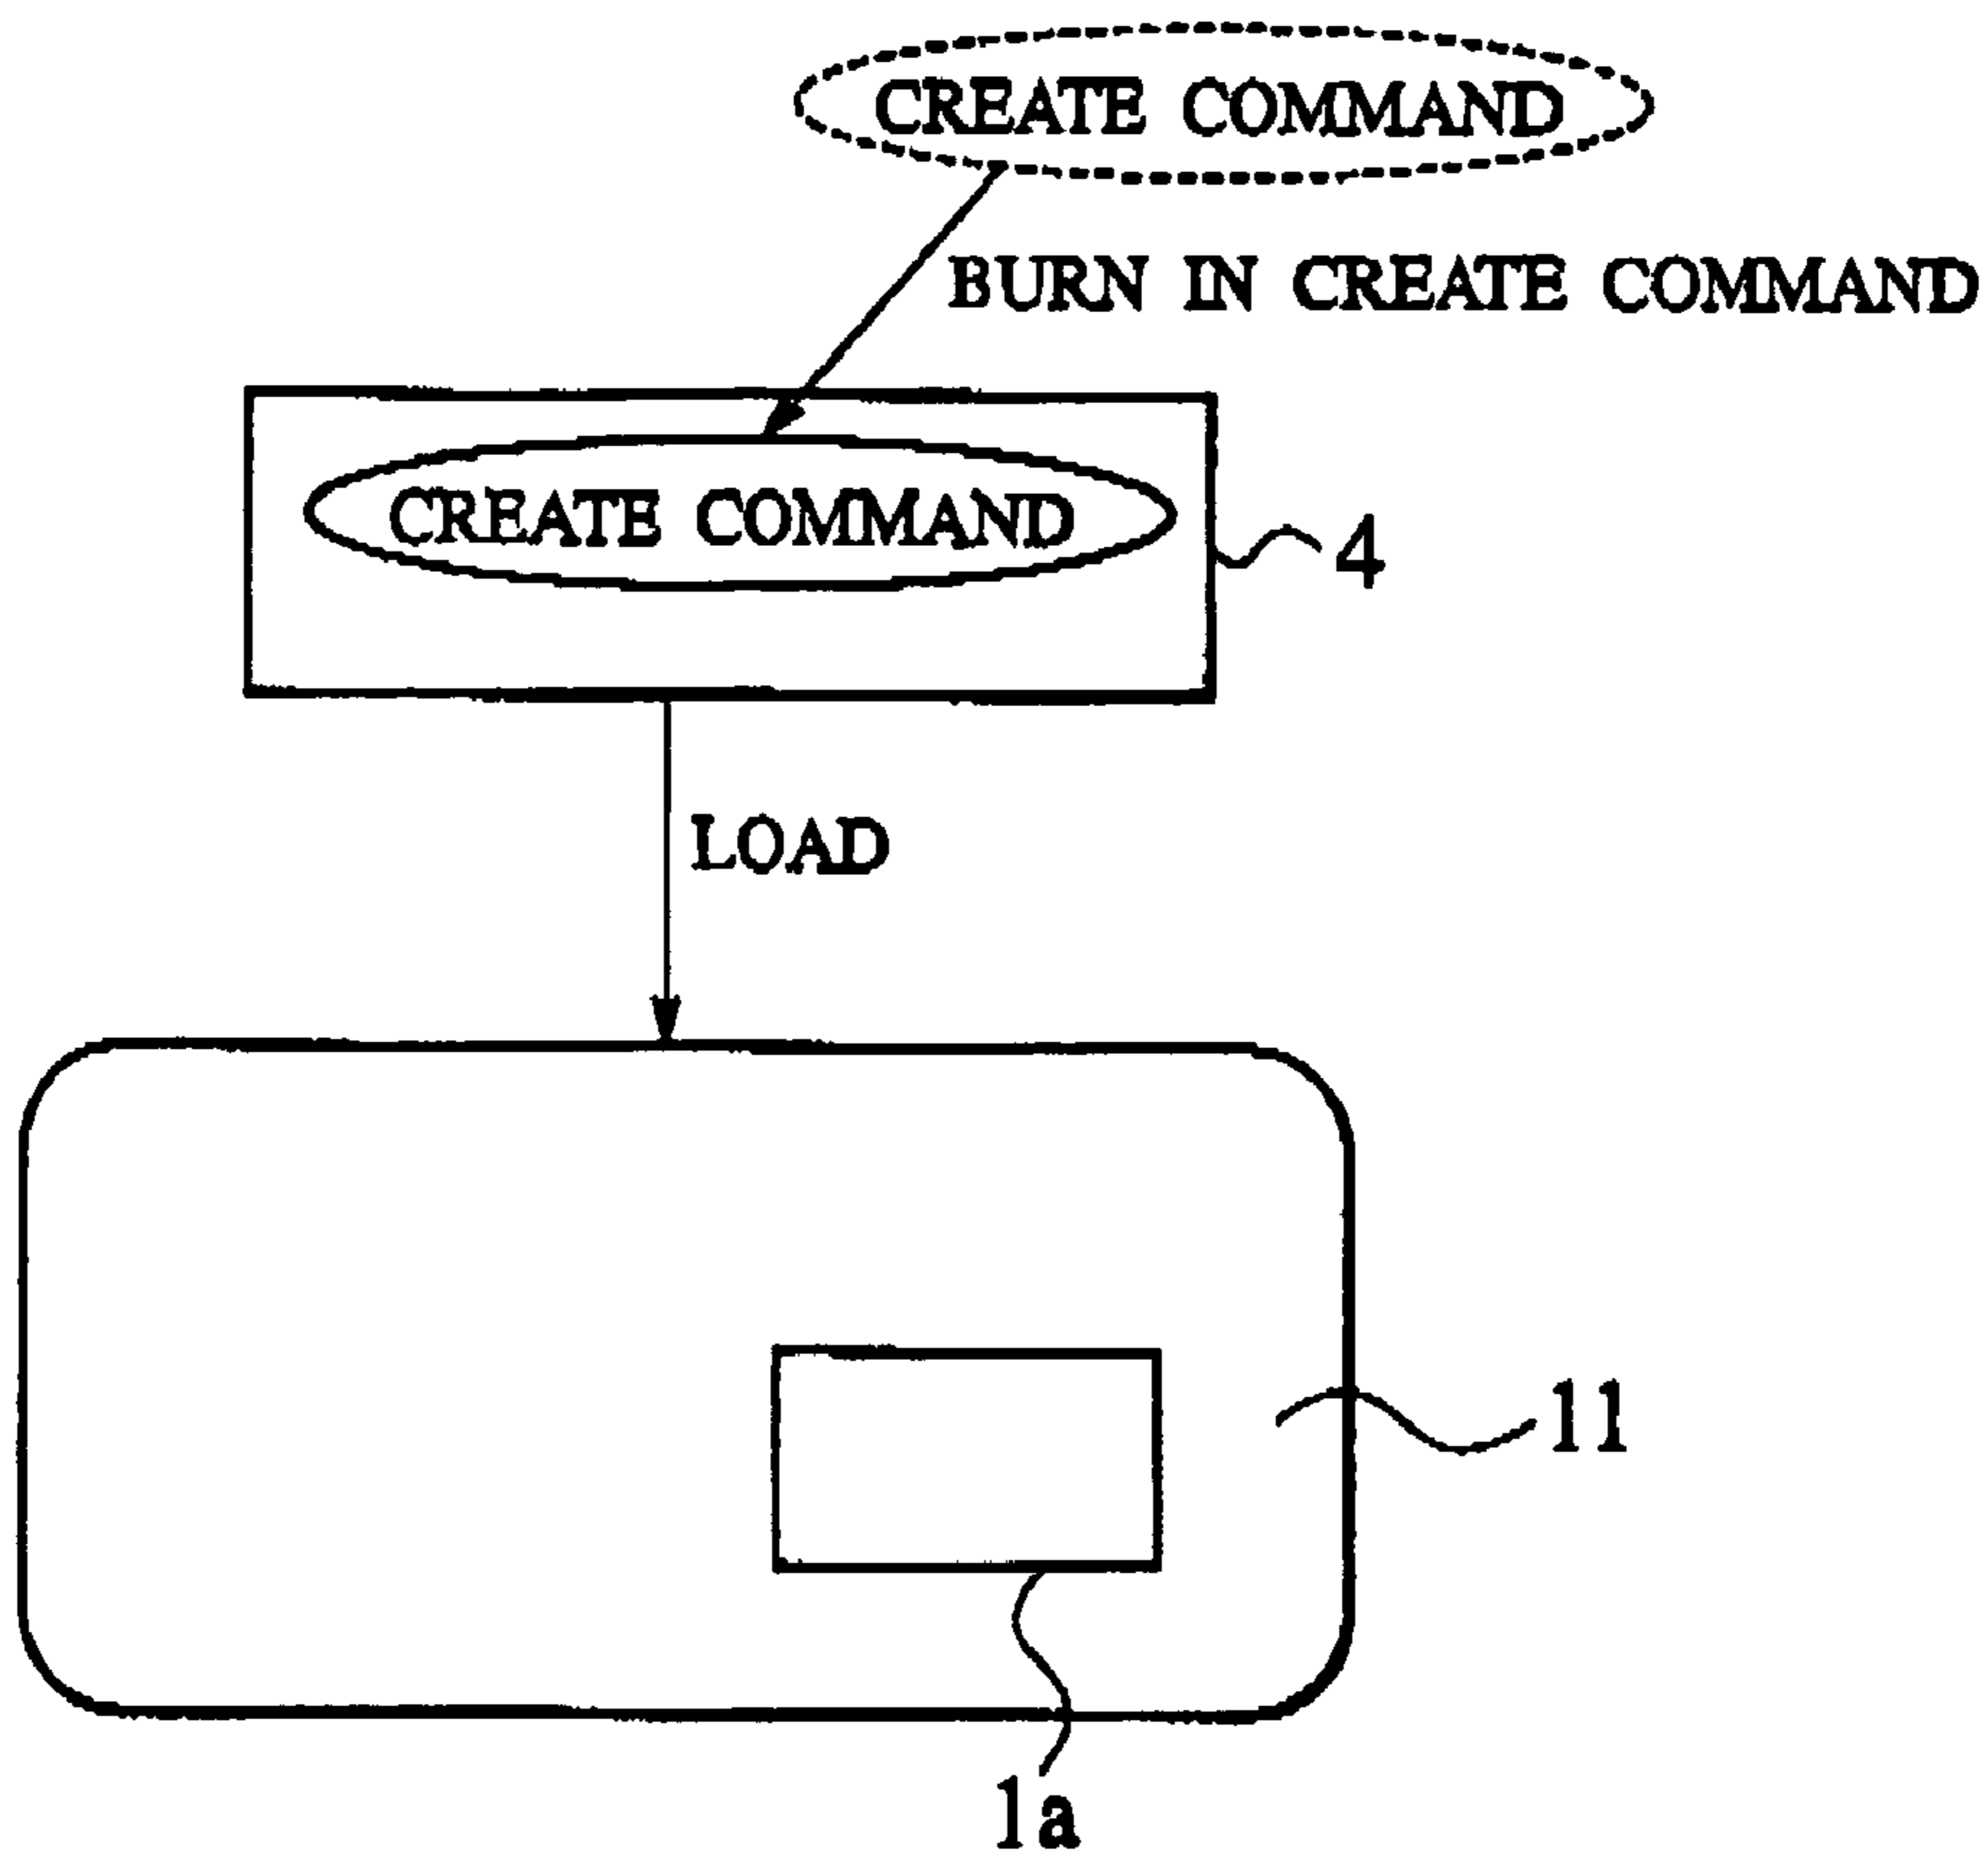 CREATE COMMAND
BURN IN CREATE COMMAND
CREATE COMMAND
4
LOAD
11
1a